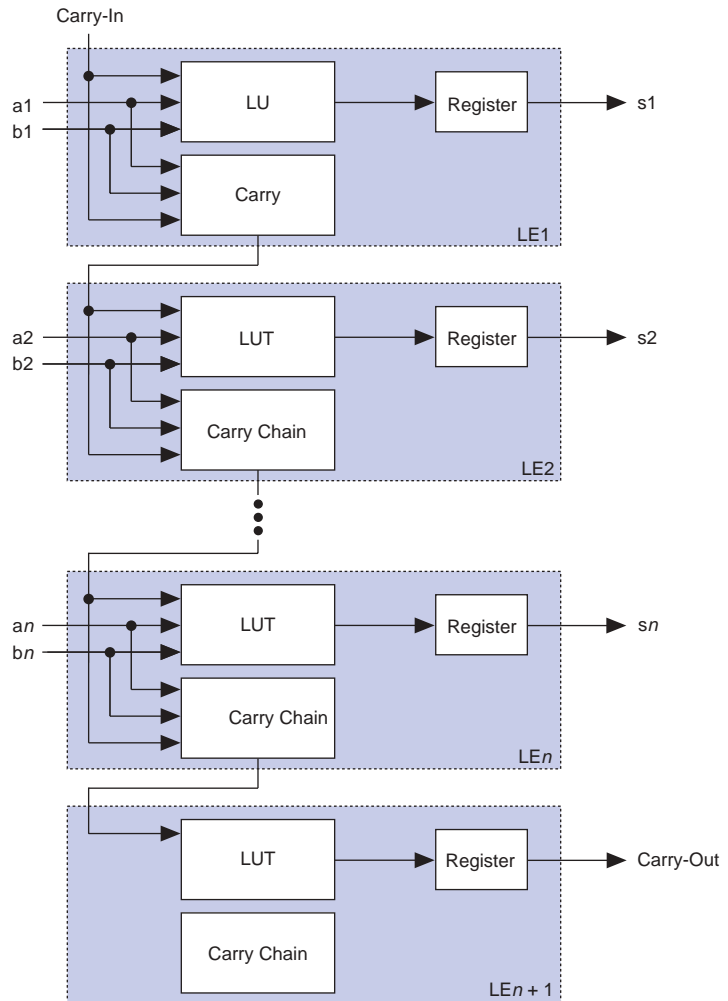 Carry-In
a1
b1
LU
Register
s1
Carry
LE1
a2
b2
LUT
Register
s2
Carry Chain
LE2
an
bn
LUT
Register
sn
Carry Chain
LEn
LUT
Register
Carry-Out
Carry Chain
LEn + 1